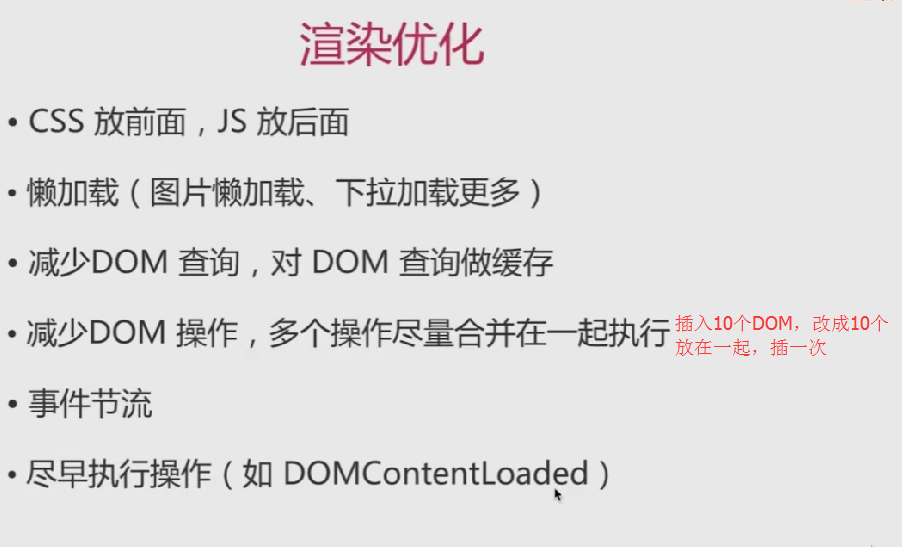 渲染优化
• CSS 放前面，JS 放后面
• 懒加载（图片懒加载、下拉加载更多）
• 减少DOM 查询，对 DOM 查询做缓存
• 减少DOM 操作，多个操作尽量合并在一起执行
插入10个DOM，改成10个
放在一起，插一次
• 事件节流
• 尽早执行操作（如 DOMContentLoaded）